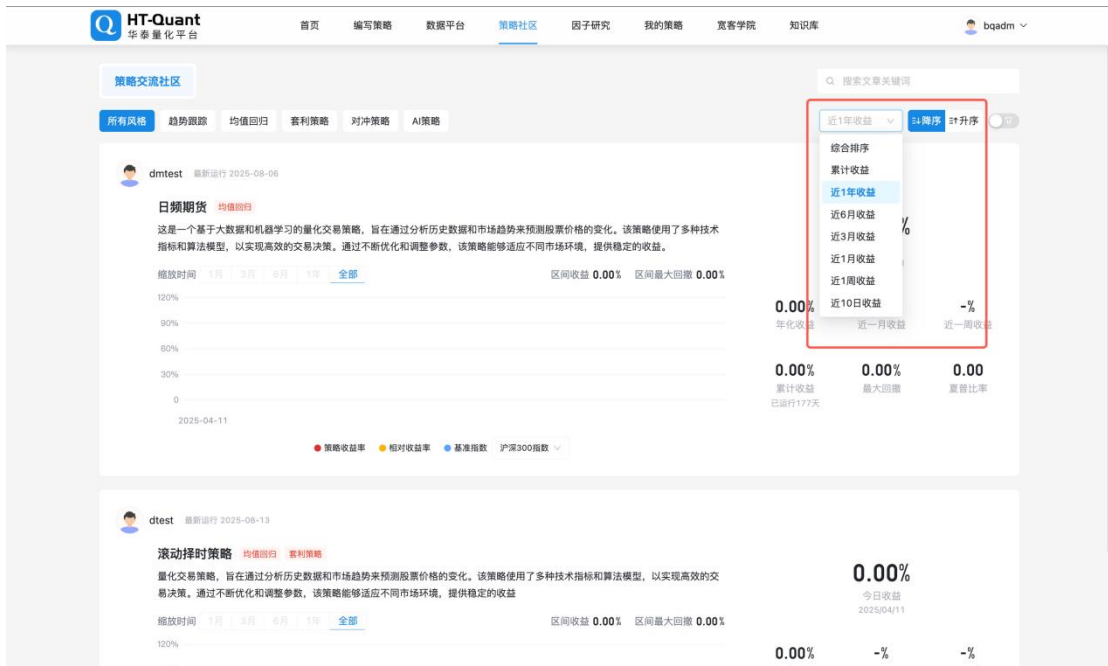 HT-Quant
华泰量化平台
首页 编写策略 数据平台 策略社区 因子研究 我的策略 宽客学院 知识库 bqadm
策略交流社区
搜索文章关键词
所有风格 趋势跟踪 均值回归 套利策略 对冲策略 AI策略
近1年收益 降序 升序
综合排序
累计收益
近1年收益
近6月收益
近3月收益
近1月收益
近1周收益
近10日收益
dmtest 最新运行 2025-08-06
日频期货 均值回归
这是一个基于大数据和机器学习的量化交易策略，旨在通过分析历史数据和市场趋势来预测股票价格的变化。该策略使用了多种技术
指标和算法模型，以实现高效的交易决策。通过不断优化和调整参数，该策略能够适应不同市场环境，提供稳定的收益。
%
缩放时间 1月 3月 6月 1年 全部 区间收益 0.00% 区间最大回撤 0.00%
120%
90%
60%
30%
0
2025-04-11
策略收益率 相对收益率 基准指数 沪深300指数
0.00% -%
年化收益 近一月收益 近一周收益
0.00% 0.00% 0.00
累计收益 最大回撤 夏普比率
已运行177天
dtest 最新运行 2025-08-13
滚动择时策略 均值回归 套利策略
量化交易策略，旨在通过分析历史数据和市场趋势来预测股票价格的变化。该策略使用了多种技术指标和算法模型，以实现高效的交
易决策。通过不断优化和调整参数，该策略能够适应不同市场环境，提供稳定的收益
0.00%
今日收益
2025/04/11
缩放时间 1月 3月 6月 1年 全部 区间收益 0.00% 区间最大回撤 0.00%
120%
0.00% -% -%